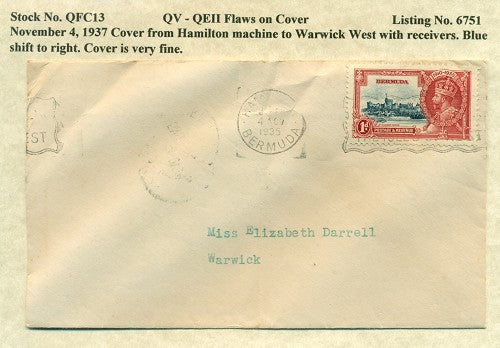 Stock No. QFC13 QV - QEII Flaws on Cover Listing No. 6751
November 4, 1937 Cover from Hamilton machine to Warwick West with receivers. Blue
shift to right. Cover is very fine.
EST
1935
BERMUDA
BERMUDA
1D
POSTAGE & REVENUE
Miss Elizabeth Darrell
Warwick